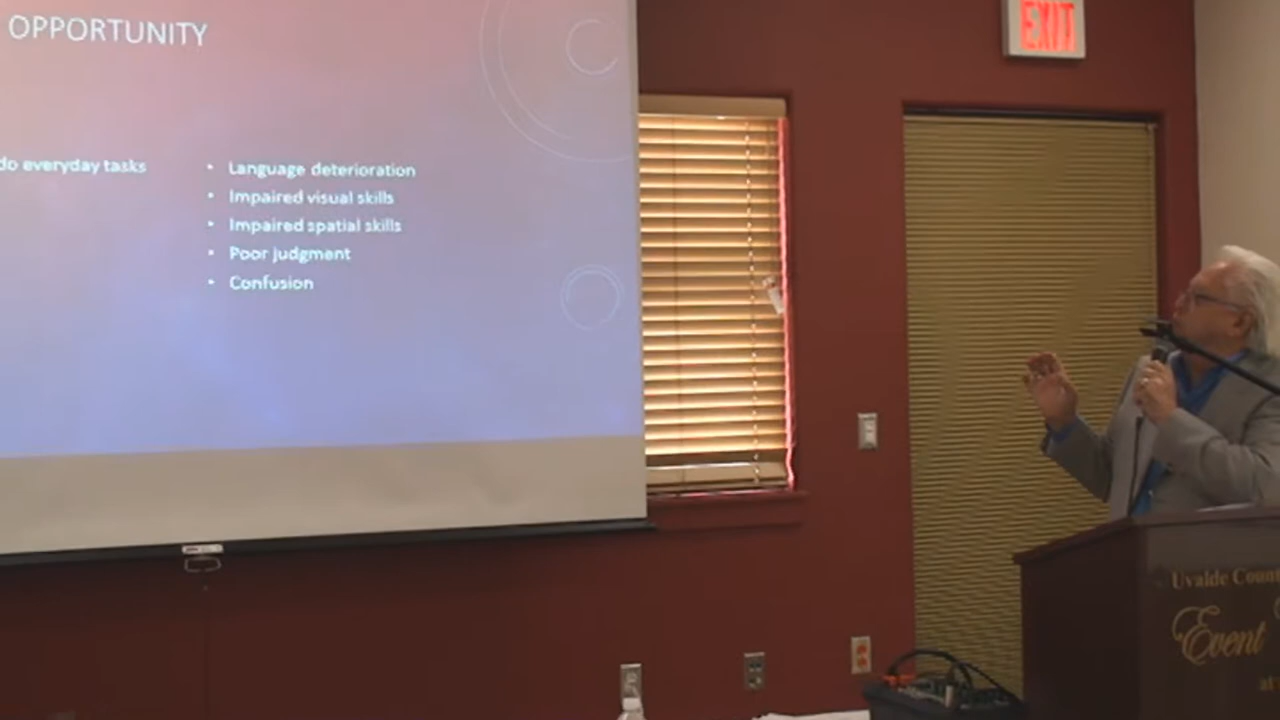 OPPORTUNITY
do everyday tasks
• Language deterioration
• Impaired visual skills
• Impaired spatial skills
• Poor judgment
• Confusion
EXIT
Uvalde Count
Event
at